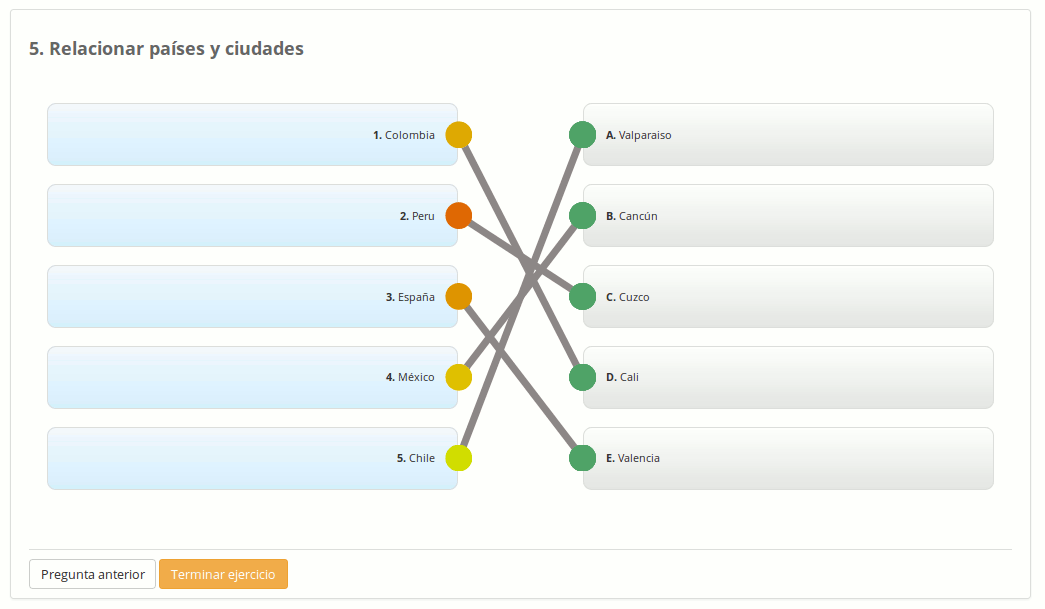 5. Relacionar países y ciudades
1. Colombia
A. Valparaiso
2. Peru
B. Cancún
3. España
C. Cuzco
4. México
D. Cali
5. Chile
E. Valencia
Pregunta anterior
Terminar ejercicio